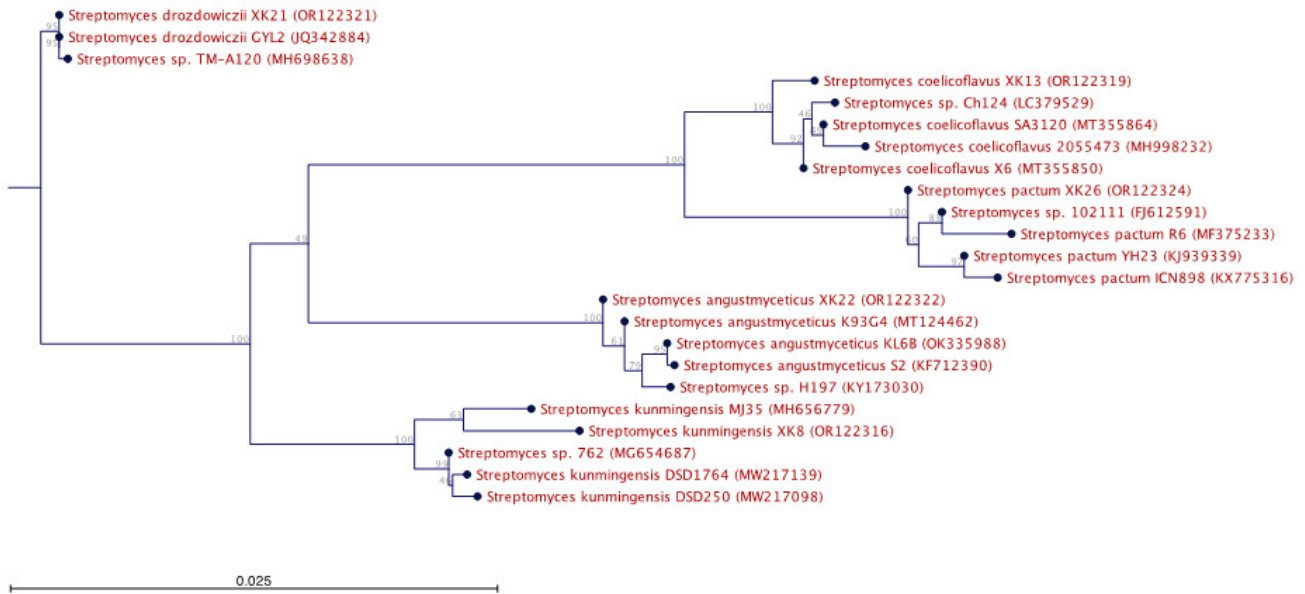 Streptomyces drozdowiczii XK21 (OR122321)
95
Streptomyces drozdowiczii GYL2 (JQ342884)
95
Streptomyces sp. TM-A120 (MH698638)
Streptomyces coelicoflavus XK13 (OR122319)
100
Streptomyces sp. Ch124 (LC379529)
46
Streptomyces coelicoflavus SA3120 (MT355864)
92
Streptomyces coelicoflavus 2055473 (MH998232)
100
Streptomyces coelicoflavus X6 (MT355850)
Streptomyces pactum XK26 (OR122324)
100
Streptomyces sp. 102111 (FJ612591)
Streptomyces pactum R6 (MF375233)
49
60
Streptomyces pactum YH23 (KJ939339)
97
Streptomyces pactum ICN898 (KX775316)
Streptomyces angustmyceticus XK22 (OR122322)
100
Streptomyces angustmyceticus K93G4 (MT124462)
100
61
Streptomyces angustmyceticus KL6B (OK335988)
95
Streptomyces angustmyceticus S2 (KF712390)
79
Streptomyces sp. H197 (KY173030)
Streptomyces kunmingensis MJ35 (MH656779)
63
Streptomyces kunmingensis XK8 (OR122316)
100
Streptomyces sp. 762 (MG654687)
99
Streptomyces kunmingensis DSD1764 (MW217139)
Streptomyces kunmingensis DSD250 (MW217098)
0.025